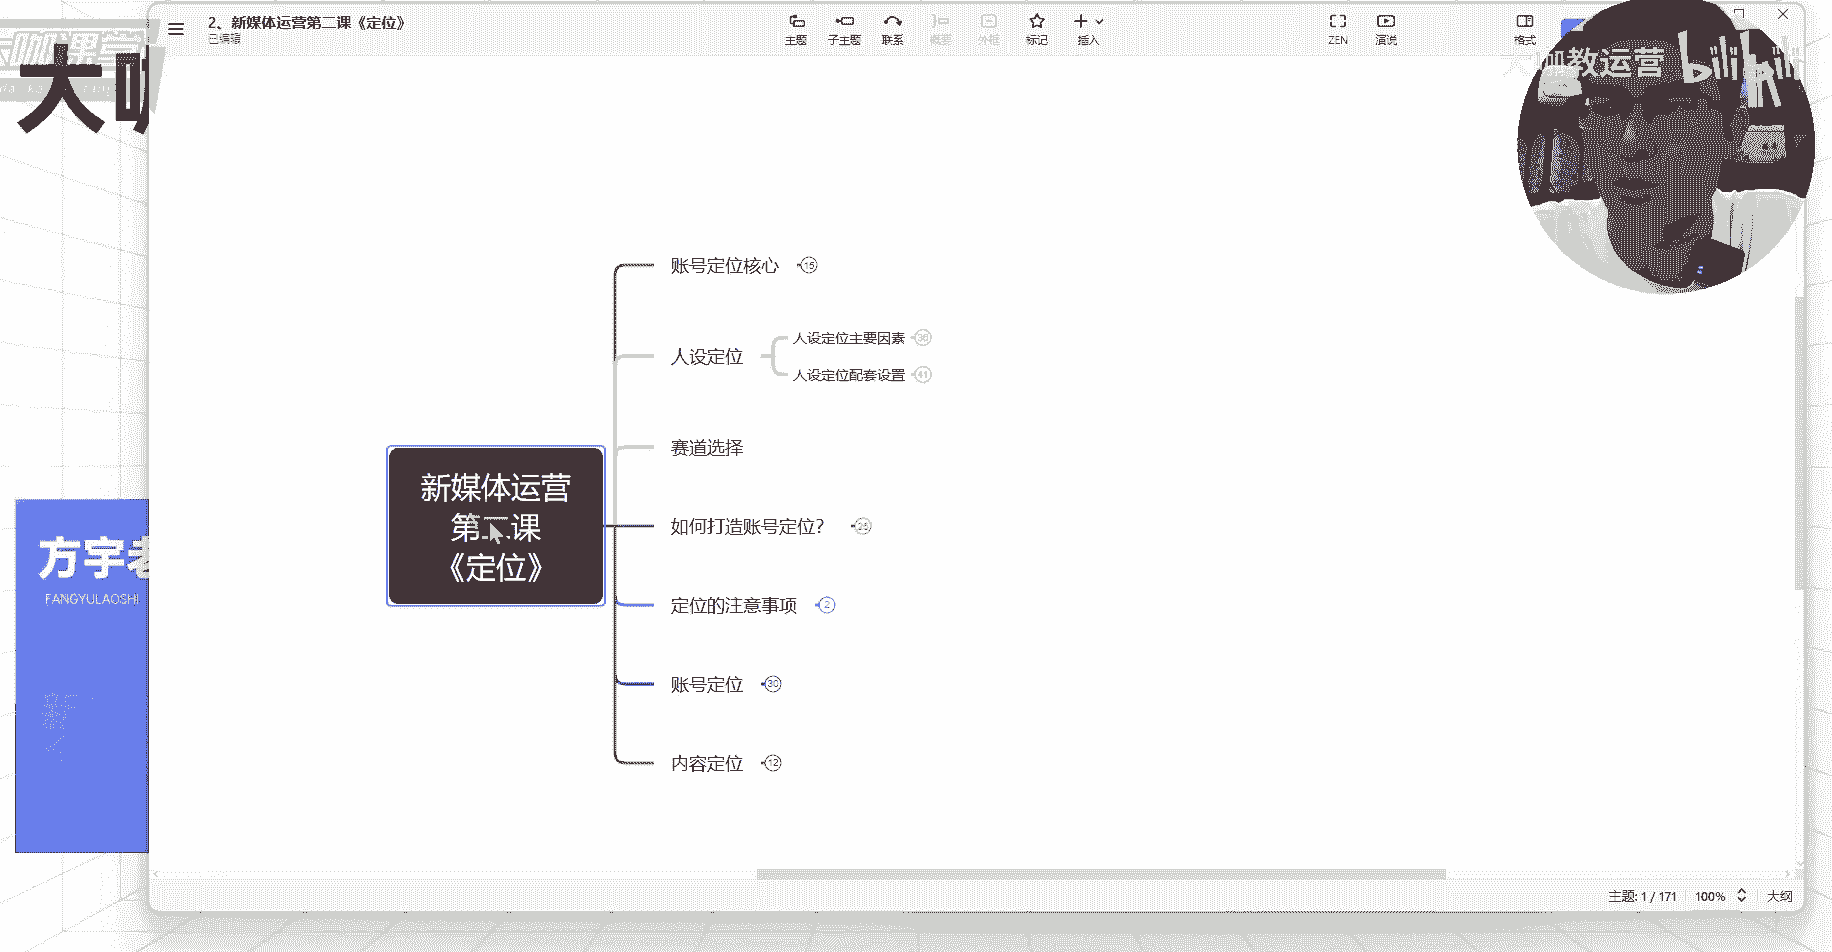 2、新媒体运营第二课《定位》
已编辑
主题
子主题
联系
概要
外框
标记
插入
ZEN
演说
格式
大咖教运营 bilibili
大咖课堂
大咖
账号定位核心 15
人设定位
人设定位主要因素 36
人设定位配套设置 41
赛道选择
新媒体运营
第二课
《定位》
如何打造账号定位?
定位的注意事项 2
账号定位 30
内容定位 12
方宇老
FANGYULAOSHI
主题: 1 / 171
100%
大纲